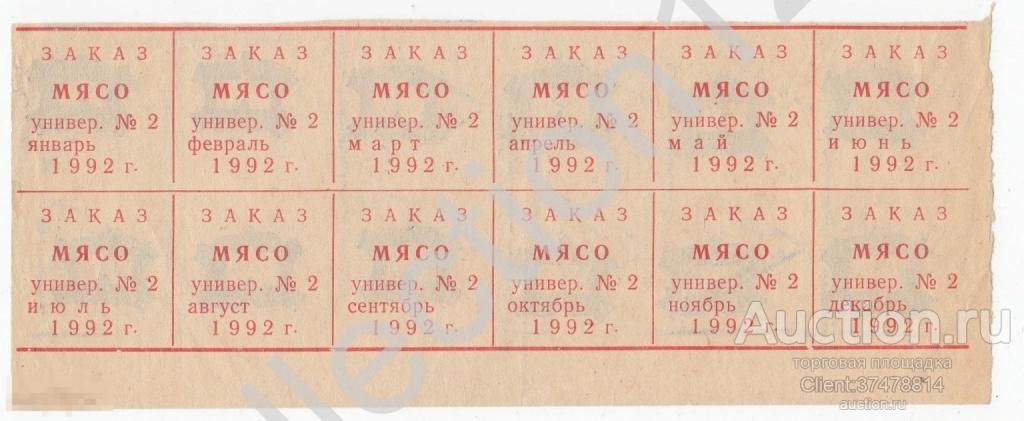 ЗАКАЗ ЗАКАЗ ЗАКАЗ ЗАКАЗ ЗАКАЗ ЗАКАЗ
МЯСО МЯСО МЯСО МЯСО МЯСО МЯСО
универ. № 2 универ. № 2 универ. № 2 универ. № 2 универ. № 2 универ. № 2
январь февраль март апрель май июнь
1992 г. 1992 г. 1992 г. 1992 г. 1992 г. 1992 г.
ЗАКАЗ ЗАКАЗ ЗАКАЗ ЗАКАЗ ЗАКАЗ ЗАКАЗ
МЯСО МЯСО МЯСО МЯСО МЯСО МЯСО
универ. № 2 универ. № 2 универ. № 2 универ. № 2 универ. № 2 универ. № 2
июль август сентябрь октябрь ноябрь декабрь
1992 г. 1992 г. 1992 г. 1992 г. 1992 г. 1992 г.
Auction.ru
торговая площадка
Client:37478814
auction.ru